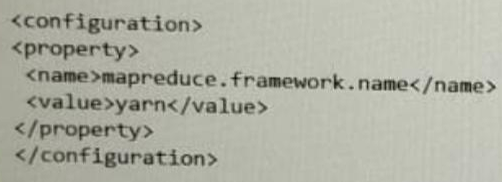 <configuration>
<property>
<name>mapreduce.framework.name</name>
<value>yarn</value>
</property>
</configuration>